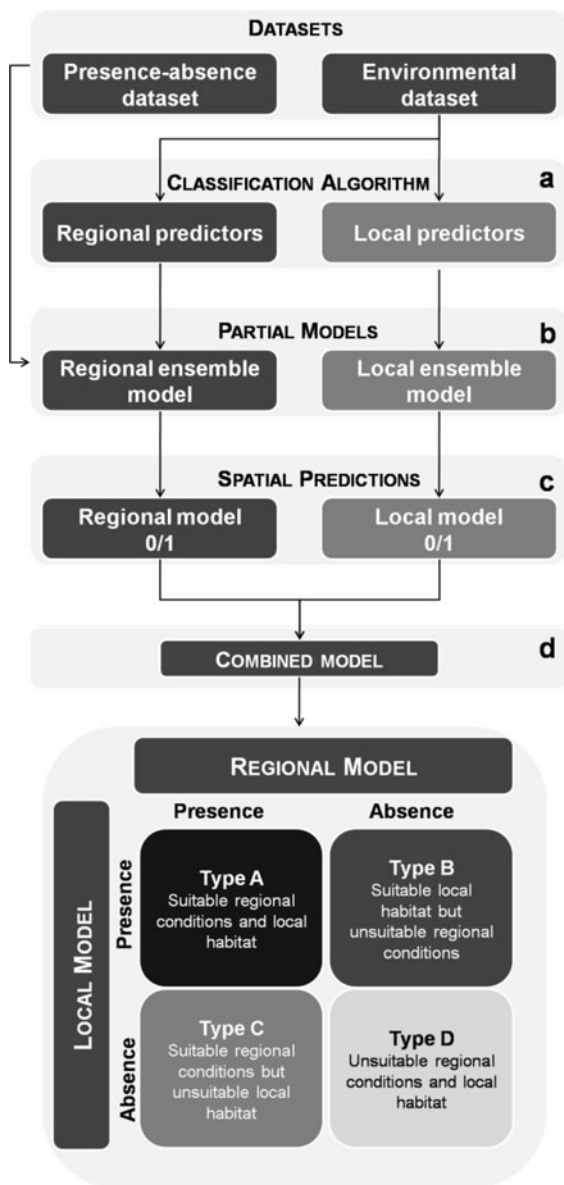 DATASETS
Presence-absence
dataset
Environmental
dataset
CLASSIFICATION ALGORITHM
a
Regional predictors
Local predictors
PARTIAL MODELS
b
Regional ensemble
model
Local ensemble
model
SPATIAL PREDICTIONS
c
Regional model
0/1
Local model
0/1
COMBINED MODEL
d
REGIONAL MODEL
Presence
Absence
LOCAL MODEL
Presence
Type A
Suitable regional
conditions and local
habitat
Type B
Suitable local
habitat but
unsuitable regional
conditions
Absence
Type C
Suitable regional
conditions but
unsuitable local
habitat
Type D
Unsuitable regional
conditions and local
habitat